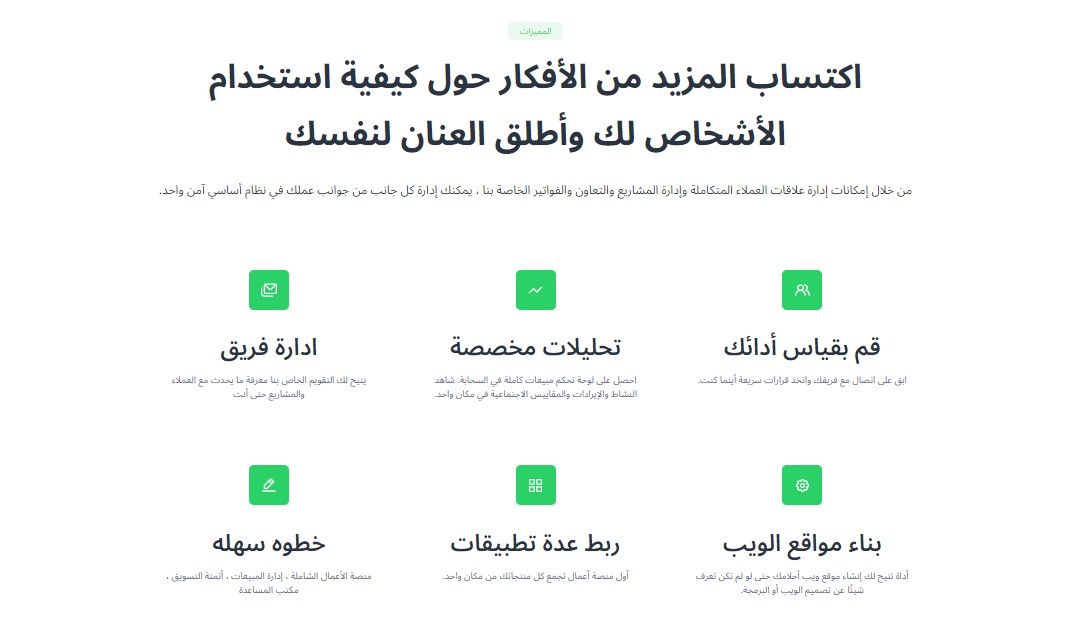 المميزات
اكتساب المزيد من الأفكار حول كيفية استخدام
الأشخاص لك وأطلق العنان لنفسك
من خلال إمكانات إدارة علاقات العملاء المتكاملة وإدارة المشاريع والتعاون والفواتير الخاصة بنا ، يمكنك إدارة كل جانب من جوانب عملك في نظام أساسي آمن واحد.
قم بقياس أدائك
ابق على اتصال مع فريقك واتخذ قرارات سريعة أينما كنت.
تحليلات مخصصة
احصل على لوحة تحكم مبيعات كاملة في السحابة. شاهد
النشاط والإيرادات والمقاييس الاجتماعية في مكان واحد.
ادارة فريق
يتيح لك التقويم الخاص بنا معرفة ما يحدث مع العملاء
والمشاريع حتى أنت
بناء مواقع الويب
أداة تتيح لك إنشاء موقع ويب أحلامك حتى لو لم تكن تعرف
شيئًا عن تصميم الويب أو البرمجة.
ربط عدة تطبيقات
أول منصة أعمال تجمع كل منتجاتك من مكان واحد.
خطوه سهله
منصة الأعمال الشاملة ، إدارة المبيعات ، أتمتة التسويق ،
مكتب المساعدة